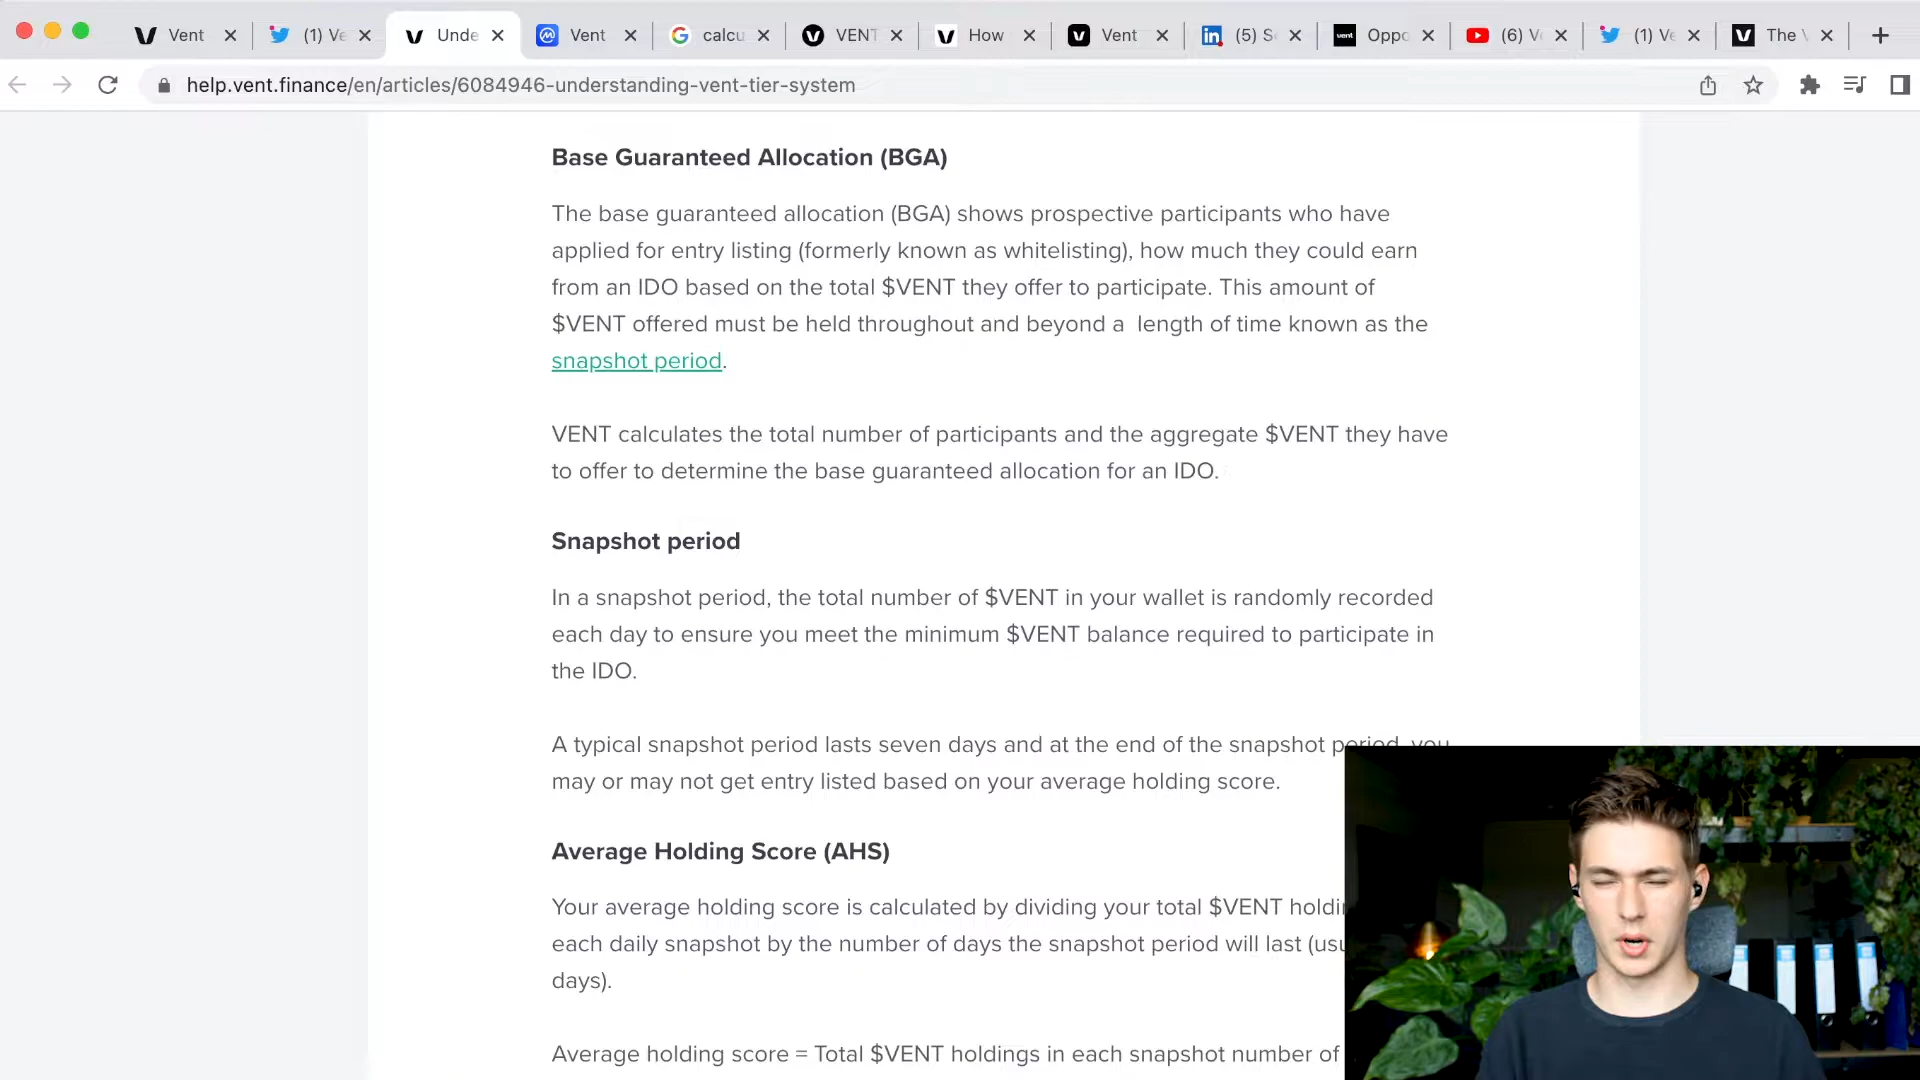 Vent
(1) Ve
Unde
Vent
calcu
VENT
How
Vent
in
(5) S
vent
Oppo
(6) V
(1) Ve
The V
help.vent.finance/en/articles/6084946-understanding-vent-tier-system
Base Guaranteed Allocation (BGA)
The base guaranteed allocation (BGA) shows prospective participants who have
applied for entry listing (formerly known as whitelisting), how much they could earn
from an IDO based on the total $VENT they offer to participate. This amount of
$VENT offered must be held throughout and beyond a length of time known as the
snapshot period.
VENT calculates the total number of participants and the aggregate $VENT they have
to offer to determine the base guaranteed allocation for an IDO.
Snapshot period
In a snapshot period, the total number of $VENT in your wallet is randomly recorded
each day to ensure you meet the minimum $VENT balance required to participate in
the IDO.
A typical snapshot period lasts seven days and at the end of the snapshot period, you
may or may not get entry listed based on your average holding score.
Average Holding Score (AHS)
Your average holding score is calculated by dividing your total $VENT holdi
each daily snapshot by the number of days the snapshot period will last (usu
days).
Average holding score = Total $VENT holdings in each snapshot number of